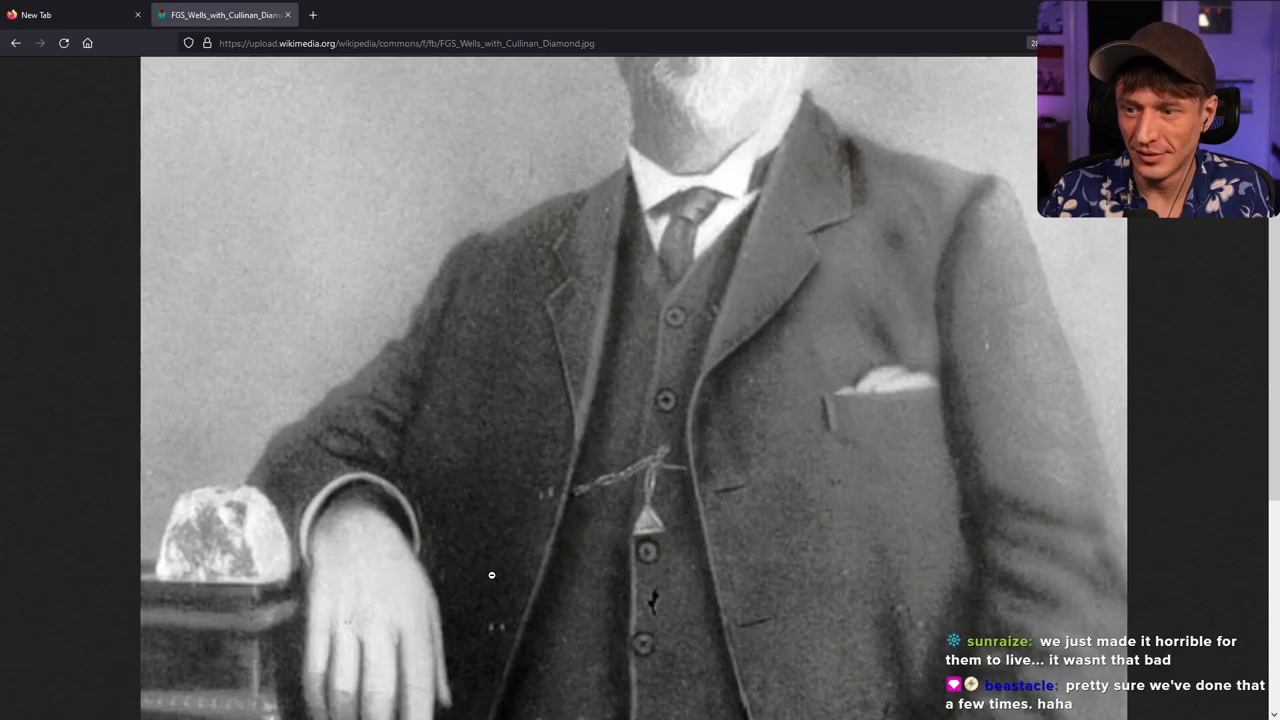 New Tab
FGS_Wells_with_Cullinan_Diam
https://upload.wikimedia.org/wikipedia/commons/f/fb/FGS_Wells_with_Cullinan_Diamond.jpg
sunraize: we just made it horrible for
them to live... it wasnt that bad
beastacle: pretty sure we've done that
a few times. haha